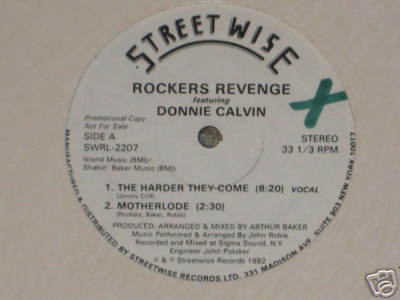 STREET WISE
ROCKERS REVENGE
featuring
DONNIE CALVIN
Promotional Copy
Not For Sale
SIDE A
SWRL-2207
STEREO
33 1/3 RPM
Island Music (BMI)/
Shakin' Baker Music (BMI)
1. THE HARDER THEY COME (8:20) VOCAL
(Jimmy Cliff)
2. MOTHERLODE (2:30)
(Rockers, Baker, Robie)
PRODUCED, ARRANGED & MIXED BY ARTHUR BAKER
Music Performed & Arranged By John Robie
Recorded and Mixed at Sigma Sound, N.Y.
Engineer John Potoker
℗ & © Streetwise Records 1982
MANUFACTURED & DISTRIBUTED BY STREETWISE RECORDS LTD. 331 MADISON AVE. SUITE 903 NEW YORK 10017